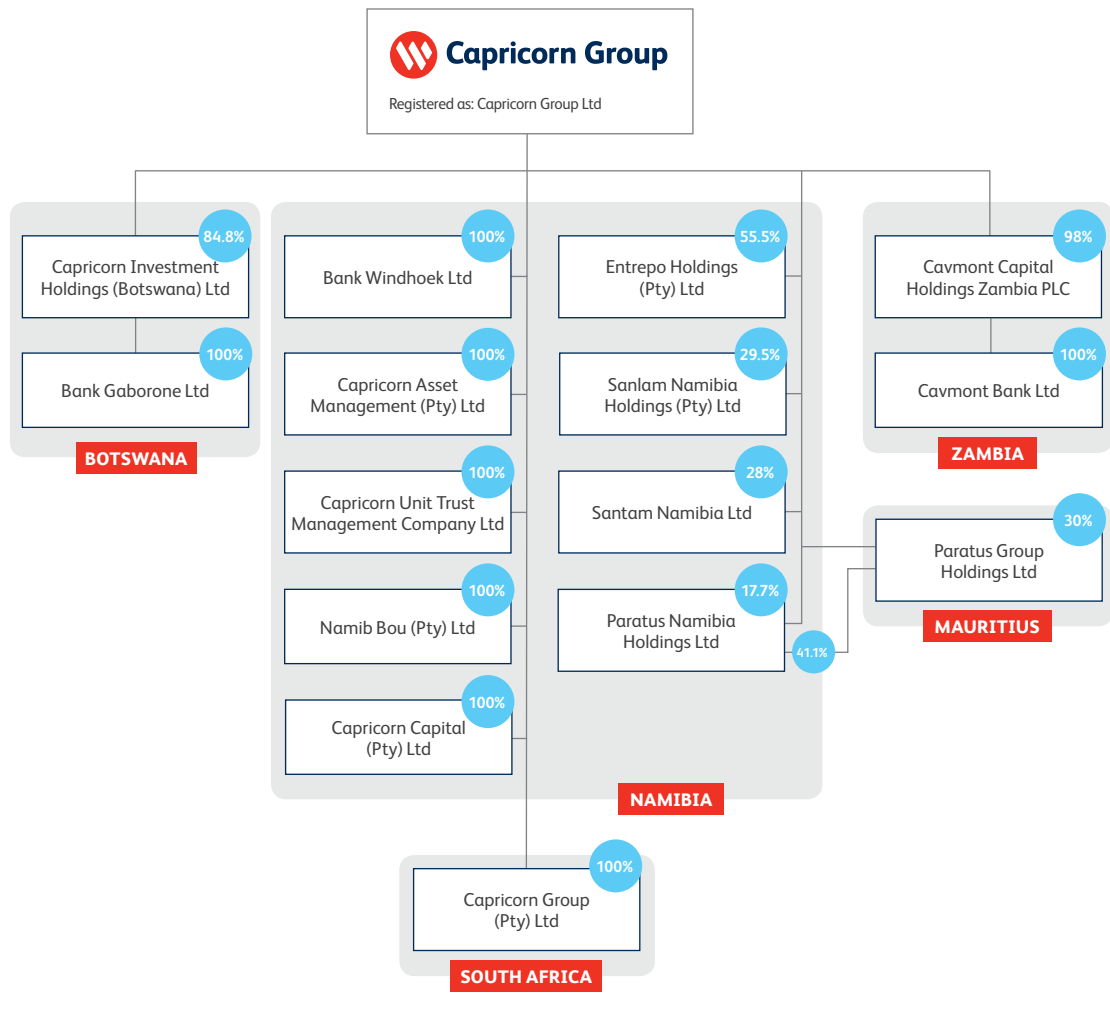 Capricorn Group
Registered as: Capricorn Group Ltd
84.8%
Capricorn Investment
Holdings (Botswana) Ltd
100%
Bank Gaborone Ltd
BOTSWANA
100%
Bank Windhoek Ltd
100%
Capricorn Asset
Management (Pty) Ltd
100%
Capricorn Unit Trust
Management Company Ltd
100%
Namib Bou (Pty) Ltd
100%
Capricorn Capital
(Pty) Ltd
55.5%
Entrepo Holdings
(Pty) Ltd
29.5%
Sanlam Namibia
Holdings (Pty) Ltd
28%
Santam Namibia Ltd
17.7%
Paratus Namibia
Holdings Ltd
41.1%
NAMIBIA
98%
Cavmont Capital
Holdings Zambia PLC
100%
Cavmont Bank Ltd
ZAMBIA
30%
Paratus Group
Holdings Ltd
MAURITIUS
100%
Capricorn Group
(Pty) Ltd
SOUTH AFRICA